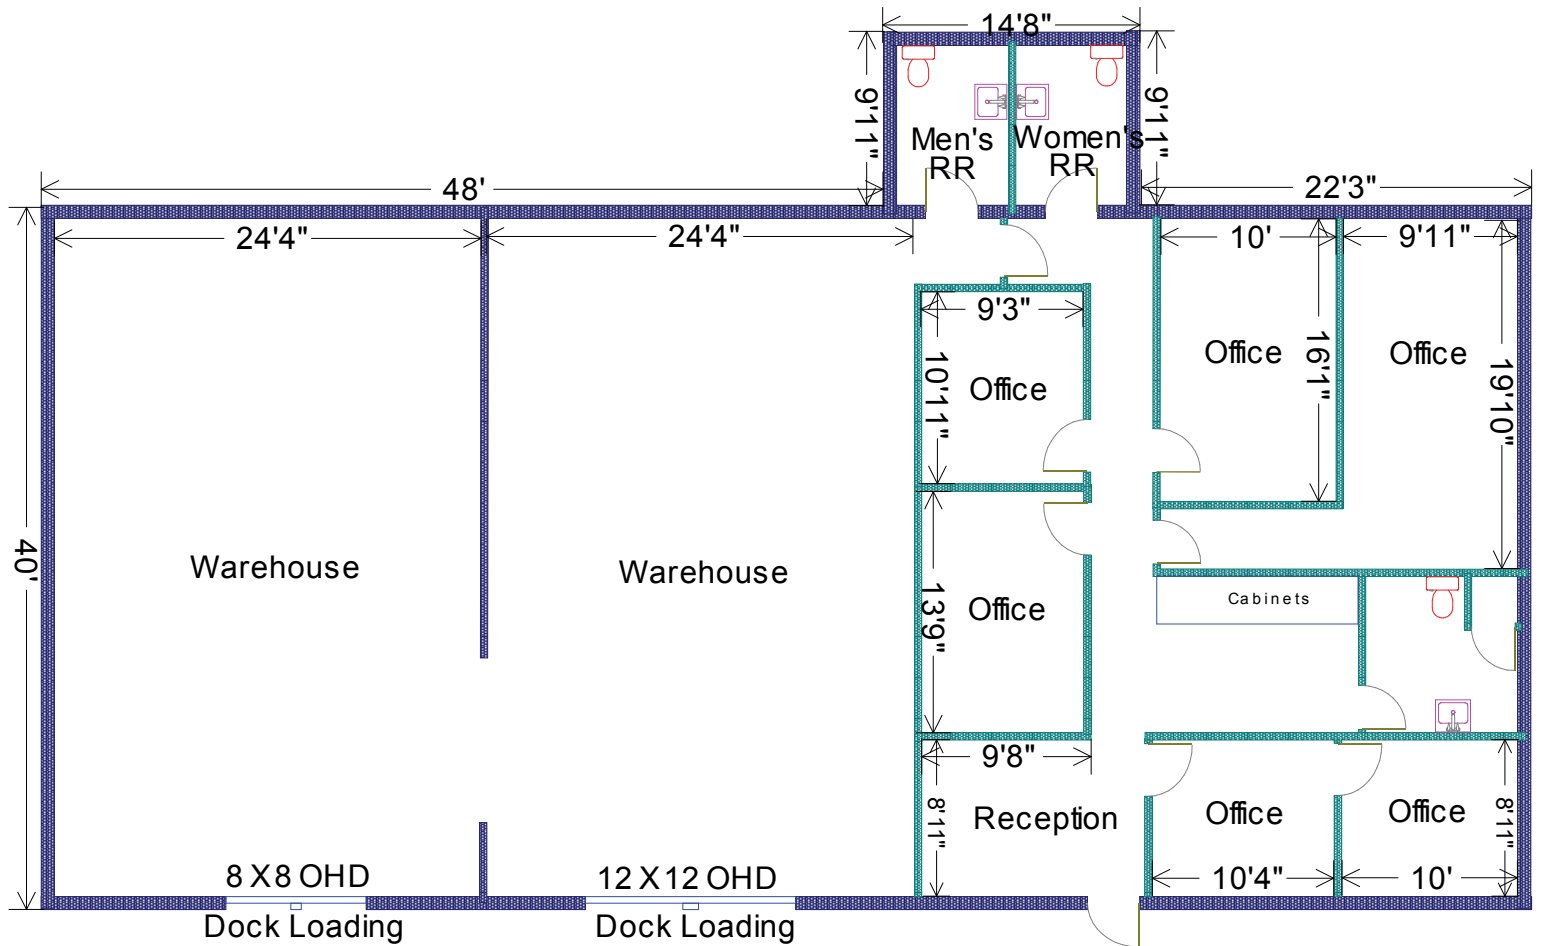 14'8"
9'11"
9'11"
Men's
RR
Women's
RR
48'
22'3"
24'4"
24'4"
10'
9'11"
9'3"
10'11"
Office
Office
16'1"
Office
19'10"
40'
Warehouse
Warehouse
13'9"
Office
Cabinets
9'8"
8'11"
Reception
Office
Office
8'11"
10'4"
10'
8 X 8 OHD
12 X 12 OHD
Dock Loading
Dock Loading